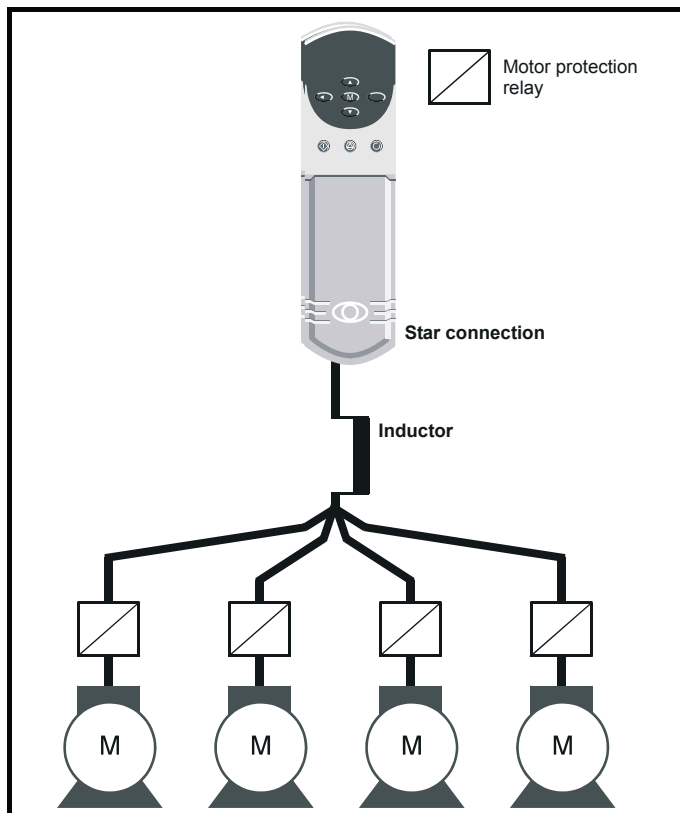 M
Motor protection
relay
Star connection
Inductor
M M M M